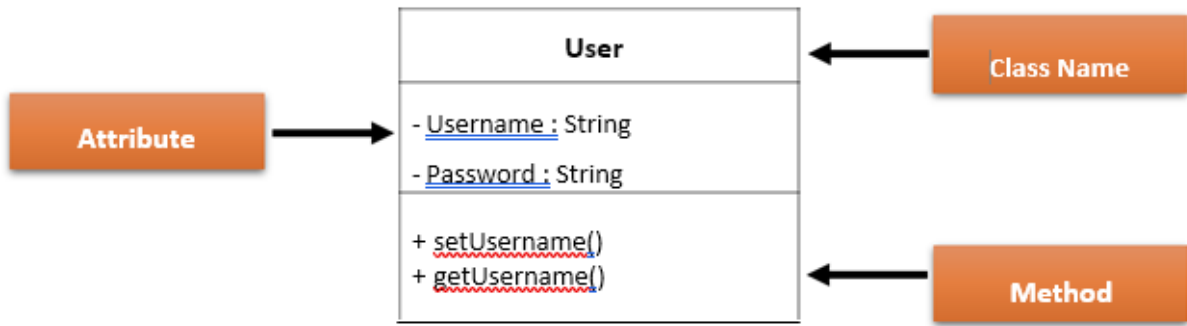 User
Class Name
Attribute
- Username : String
- Password : String
+ setUsername()
+ getUsername()
Method